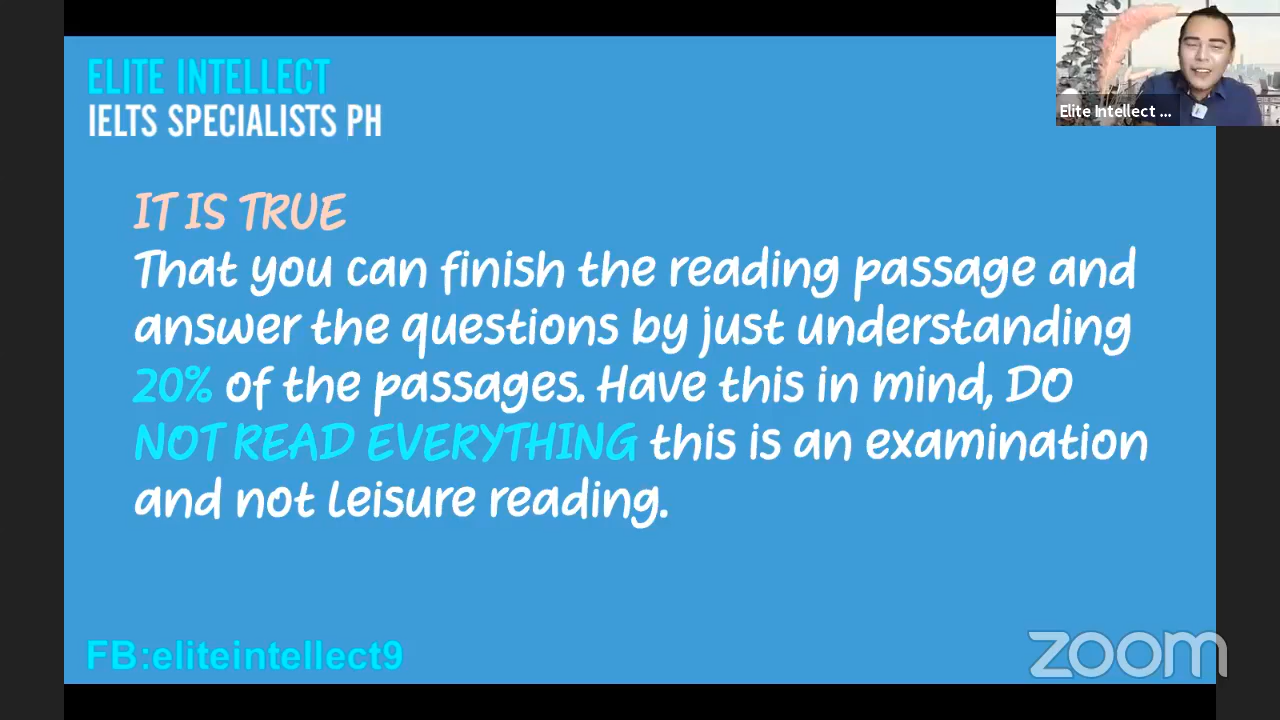 ELITE INTELLECT
IELTS SPECIALISTS PH
Elite Intellect ...
IT IS TRUE
That you can finish the reading passage and
answer the questions by just understanding
20% of the passages. Have this in mind, DO
NOT READ EVERYTHING this is an examination
and not leisure reading.
FB:eliteintellect9
zoom